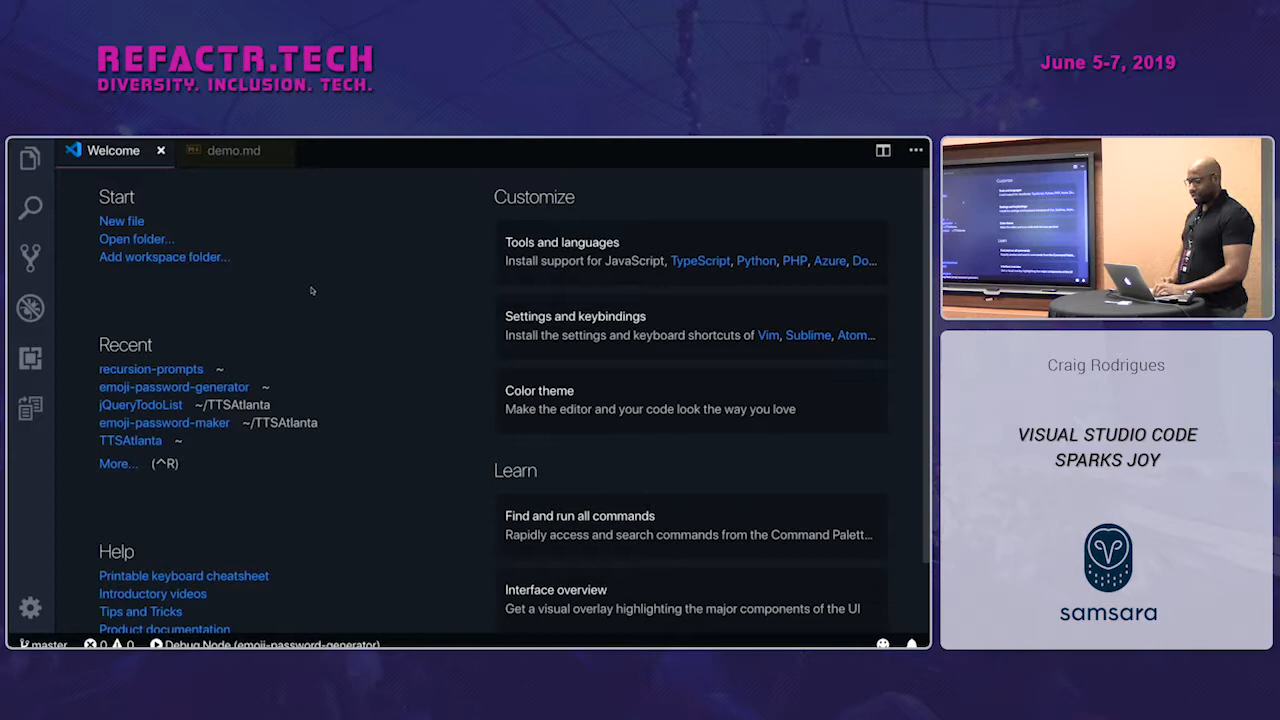 REFACTR.TECH
DIVERSITY. INCLUSION. TECH.
June 5-7, 2019
Welcome
demo.md
Start
New file
Open folder...
Add workspace folder...
Recent
recursion-prompts ~
emoji-password-generator ~
jQueryTodoList ~/TTSAtlanta
emoji-password-maker ~/TTSAtlanta
TTSAtlanta ~
More... (^R)
Help
Printable keyboard cheatsheet
Introductory videos
Tips and Tricks
Product documentation
Customize
Tools and languages
Install support for JavaScript, TypeScript, Python, PHP, Azure, Do...
Settings and keybindings
Install the settings and keyboard shortcuts of Vim, Sublime, Atom...
Color theme
Make the editor and your code look the way you love
Learn
Find and run all commands
Rapidly access and search commands from the Command Palett...
Interface overview
Get a visual overlay highlighting the major components of the UI
master 0 0 Debug Node (emoji-password-generator)
Craig Rodrigues
VISUAL STUDIO CODE
SPARKS JOY
samsara